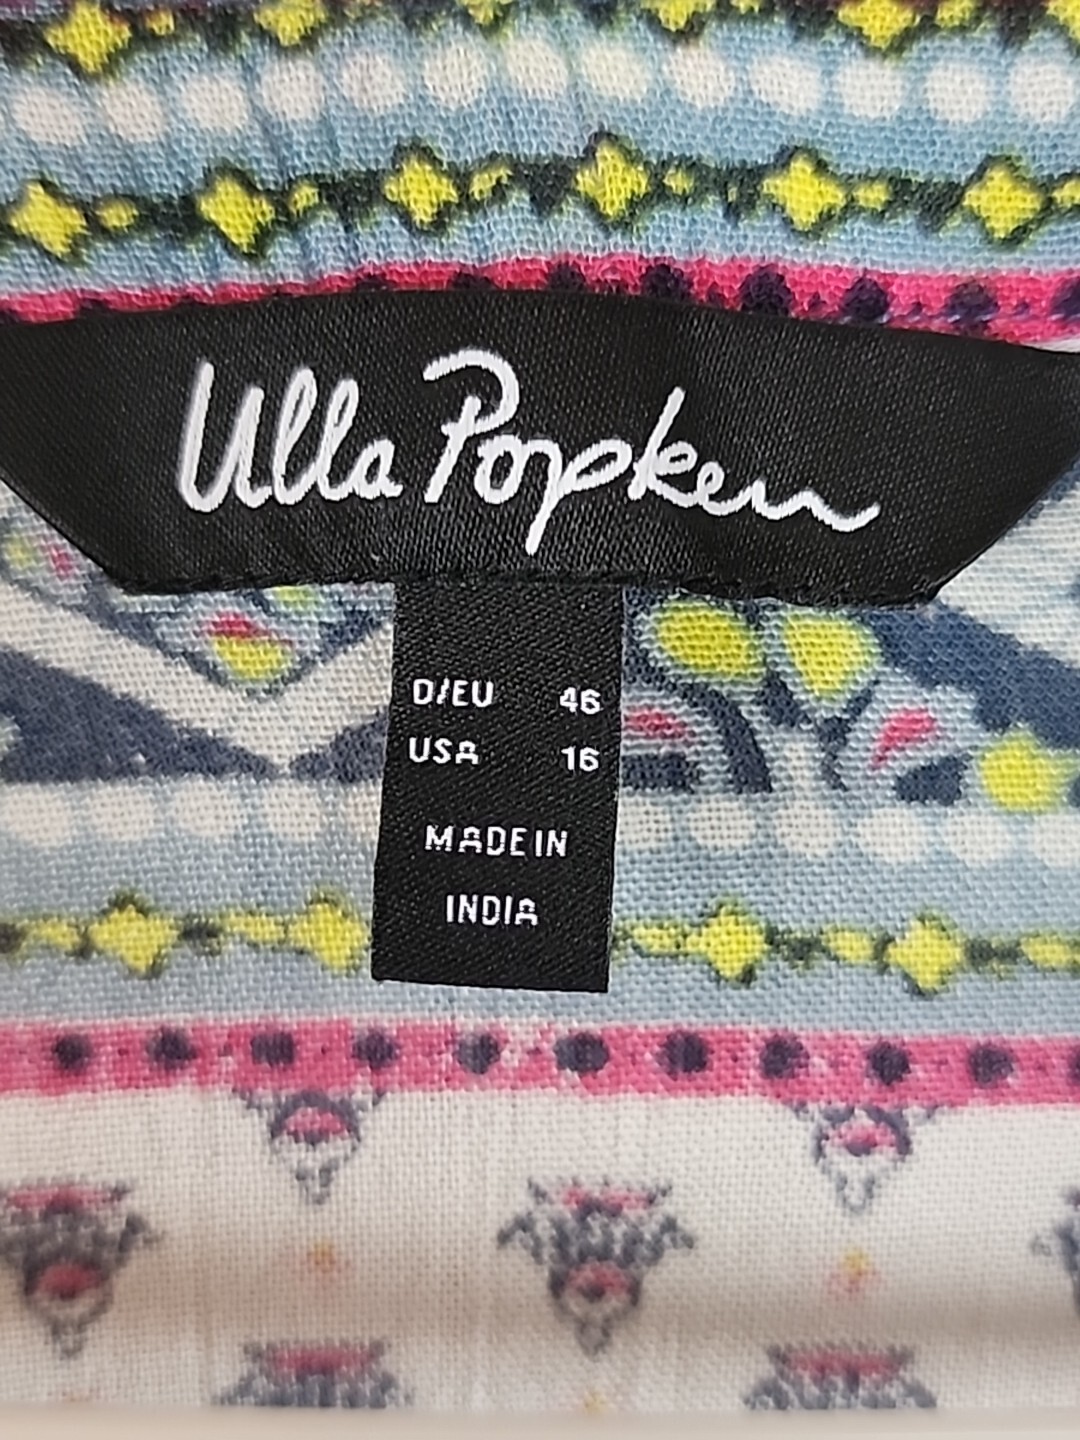 Ulla Popken
D/EU 46
USA 16
MADE IN
INDIA